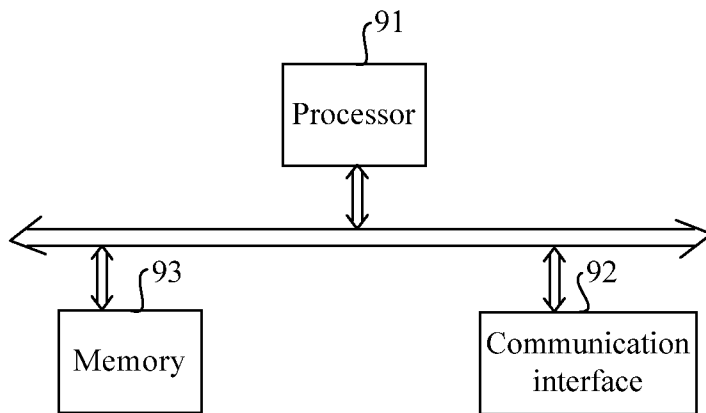 91
Processor
93
Memory
92
Communication
interface